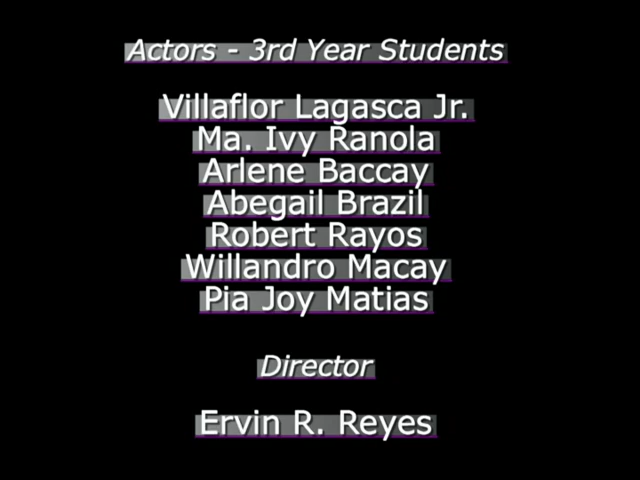 Actors - 3rd Year Students
Villaflor Lagasca Jr.
Ma. Ivy Ranola
Arlene Baccay
Abegail Brazil
Robert Rayos
Willandro Macay
Pia Joy Matias
Director
Ervin R. Reyes